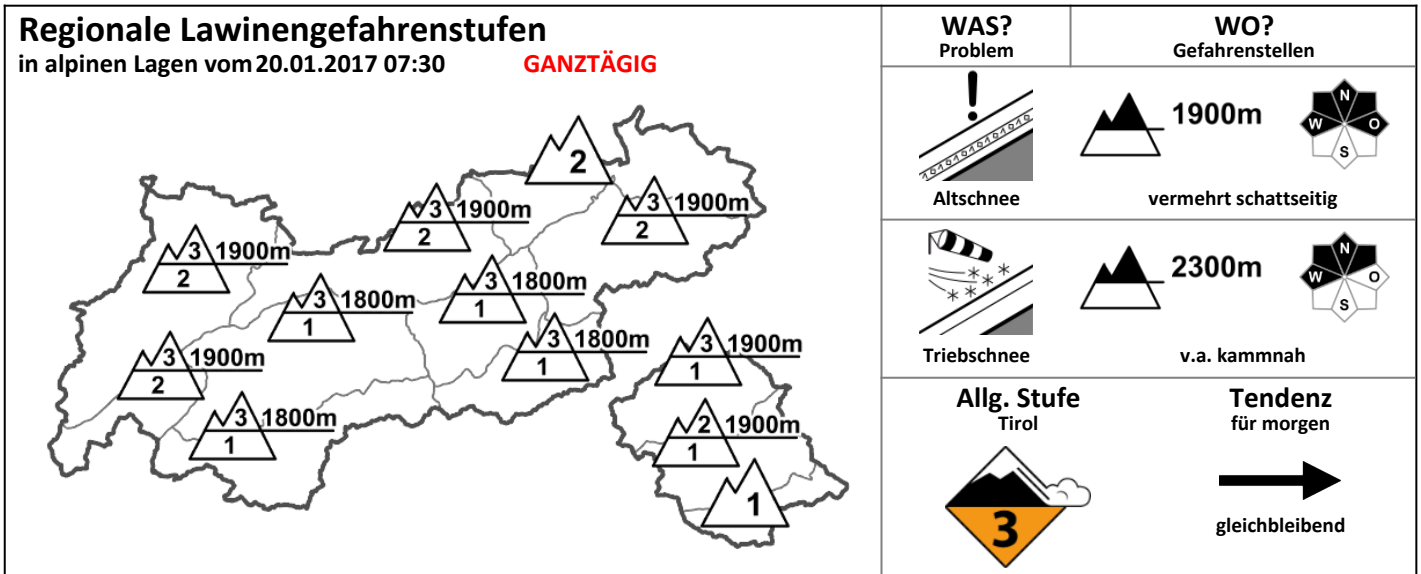 Regionale Lawinengefahrenstufen
in alpinen Lagen vom 20.01.2017 07:30 GANZTÄGIG
2
3 1900m
2
3 1900m
2
3 1900m
2
3 1800m
1
3 1800m
1
3 1800m
1
3 1900m
2
3 1900m
1
3 1800m
1
2 1900m
1
1
WAS?
Problem
WO?
Gefahrenstellen
Altschnee
1900m
N
W O
S
vermehrt schattseitig
Triebschnee
2300m
N
W O
S
v.a. kammnah
Allg. Stufe
Tirol
3
Tendenz
für morgen
gleichbleibend